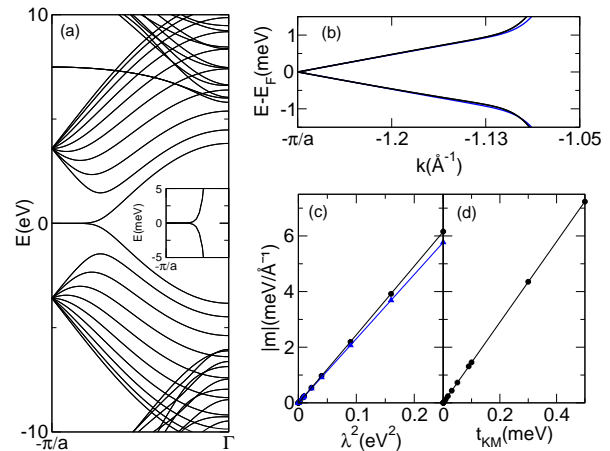 10
(a)
0
-10
E(eV)
-π/a
Γ
5
0
-5
E(meV)
-π/a
(b)
1
0
-1
E-E_F(meV)
-π/a
-1.2
-1.13
-1.05
k(Å⁻¹)
(c)
6
4
2
0
|m|(meV/Å⁻¹)
0
0.1
0.2
λ²(eV²)
(d)
0
0.2
0.4
t_KM(meV)